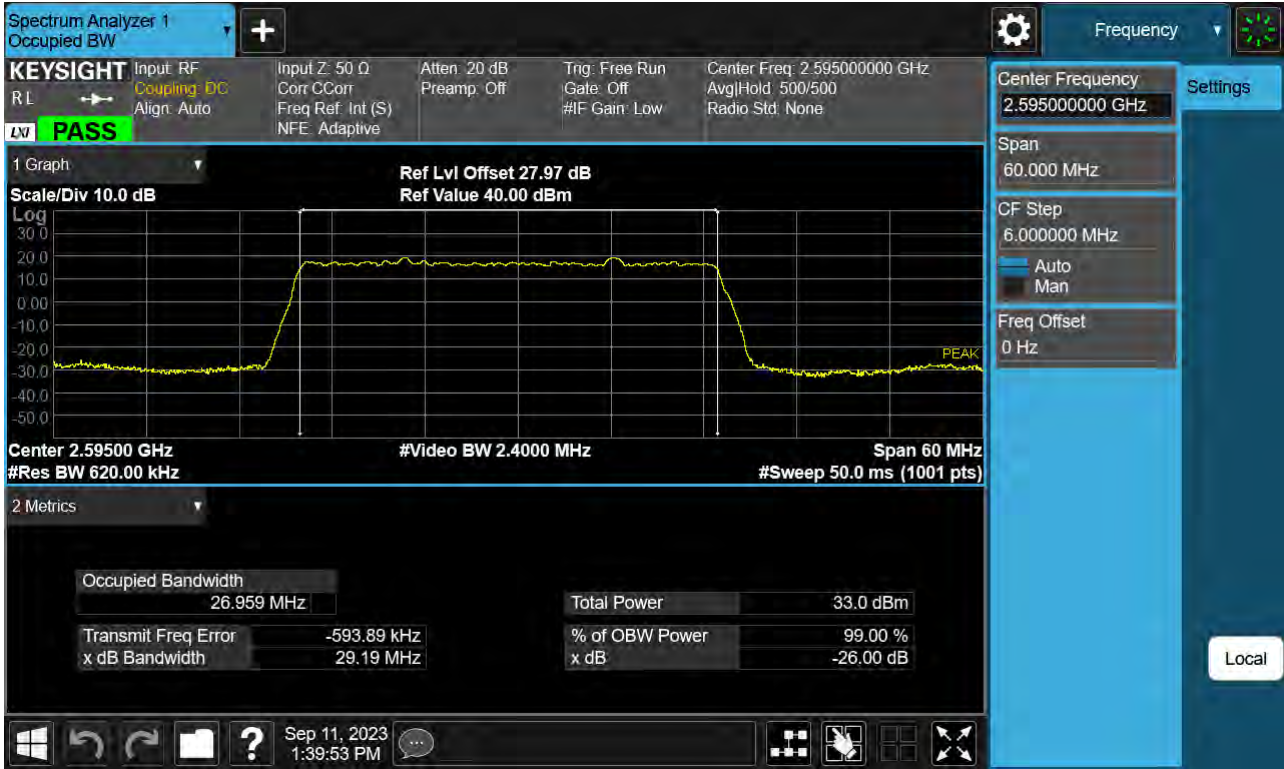 Spectrum Analyzer 1
Occupied BW
+
Frequency
KEYSIGHT
R L
LXI
PASS
Input: RF
Coupling: DC
Align: Auto
Input Z: 50 Ω
Corr CCorr
Freq Ref: Int (S)
NFE: Adaptive
Atten: 20 dB
Preamp: Off
Trig: Free Run
Gate: Off
#IF Gain: Low
Center Freq: 2.595000000 GHz
Avg|Hold: 500/500
Radio Std: None
1 Graph
Scale/Div 10.0 dB
Ref Lvl Offset 27.97 dB
Ref Value 40.00 dBm
Log
30.0
20.0
10.0
0.00
-10.0
-20.0
-30.0
-40.0
-50.0
PEAK
Center 2.59500 GHz
#Video BW 2.4000 MHz
Span 60 MHz
#Res BW 620.00 kHz
#Sweep 50.0 ms (1001 pts)
2 Metrics
Occupied Bandwidth
26.959 MHz
Total Power 33.0 dBm
Transmit Freq Error -593.89 kHz
% of OBW Power 99.00 %
x dB Bandwidth 29.19 MHz
x dB -26.00 dB
Center Frequency
2.595000000 GHz
Settings
Span
60.000 MHz
CF Step
6.000000 MHz
Auto
Man
Freq Offset
0 Hz
Local
?
Sep 11, 2023
1:39:53 PM